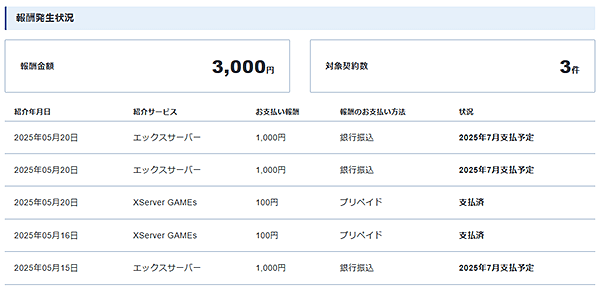 報酬発生状況
報酬金額 3,000円 対象契約数 3件
紹介年月日 紹介サービス お支払い報酬 報酬のお支払い方法 状況
2025年05月20日 エックスサーバー 1,000円 銀行振込 2025年7月支払予定
2025年05月20日 エックスサーバー 1,000円 銀行振込 2025年7月支払予定
2025年05月20日 XServer GAMEs 100円 プリペイド 支払済
2025年05月16日 XServer GAMEs 100円 プリペイド 支払済
2025年05月15日 エックスサーバー 1,000円 銀行振込 2025年7月支払予定